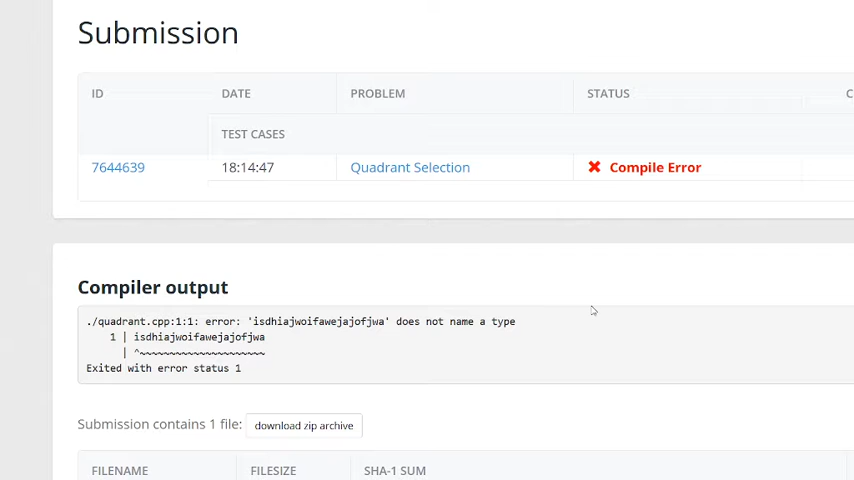 Submission
ID DATE PROBLEM STATUS C
TEST CASES
7644639 18:14:47 Quadrant Selection ✖ Compile Error
Compiler output
./quadrant.cpp:1:1: error: 'isdhiajwoifawejajofjwa' does not name a type
1 | isdhiajwoifawejajofjwa
| ^~~~~~~~~~~~~~~~~~~~~~
Exited with error status 1
Submission contains 1 file: download zip archive
FILENAME FILESIZE SHA-1 SUM